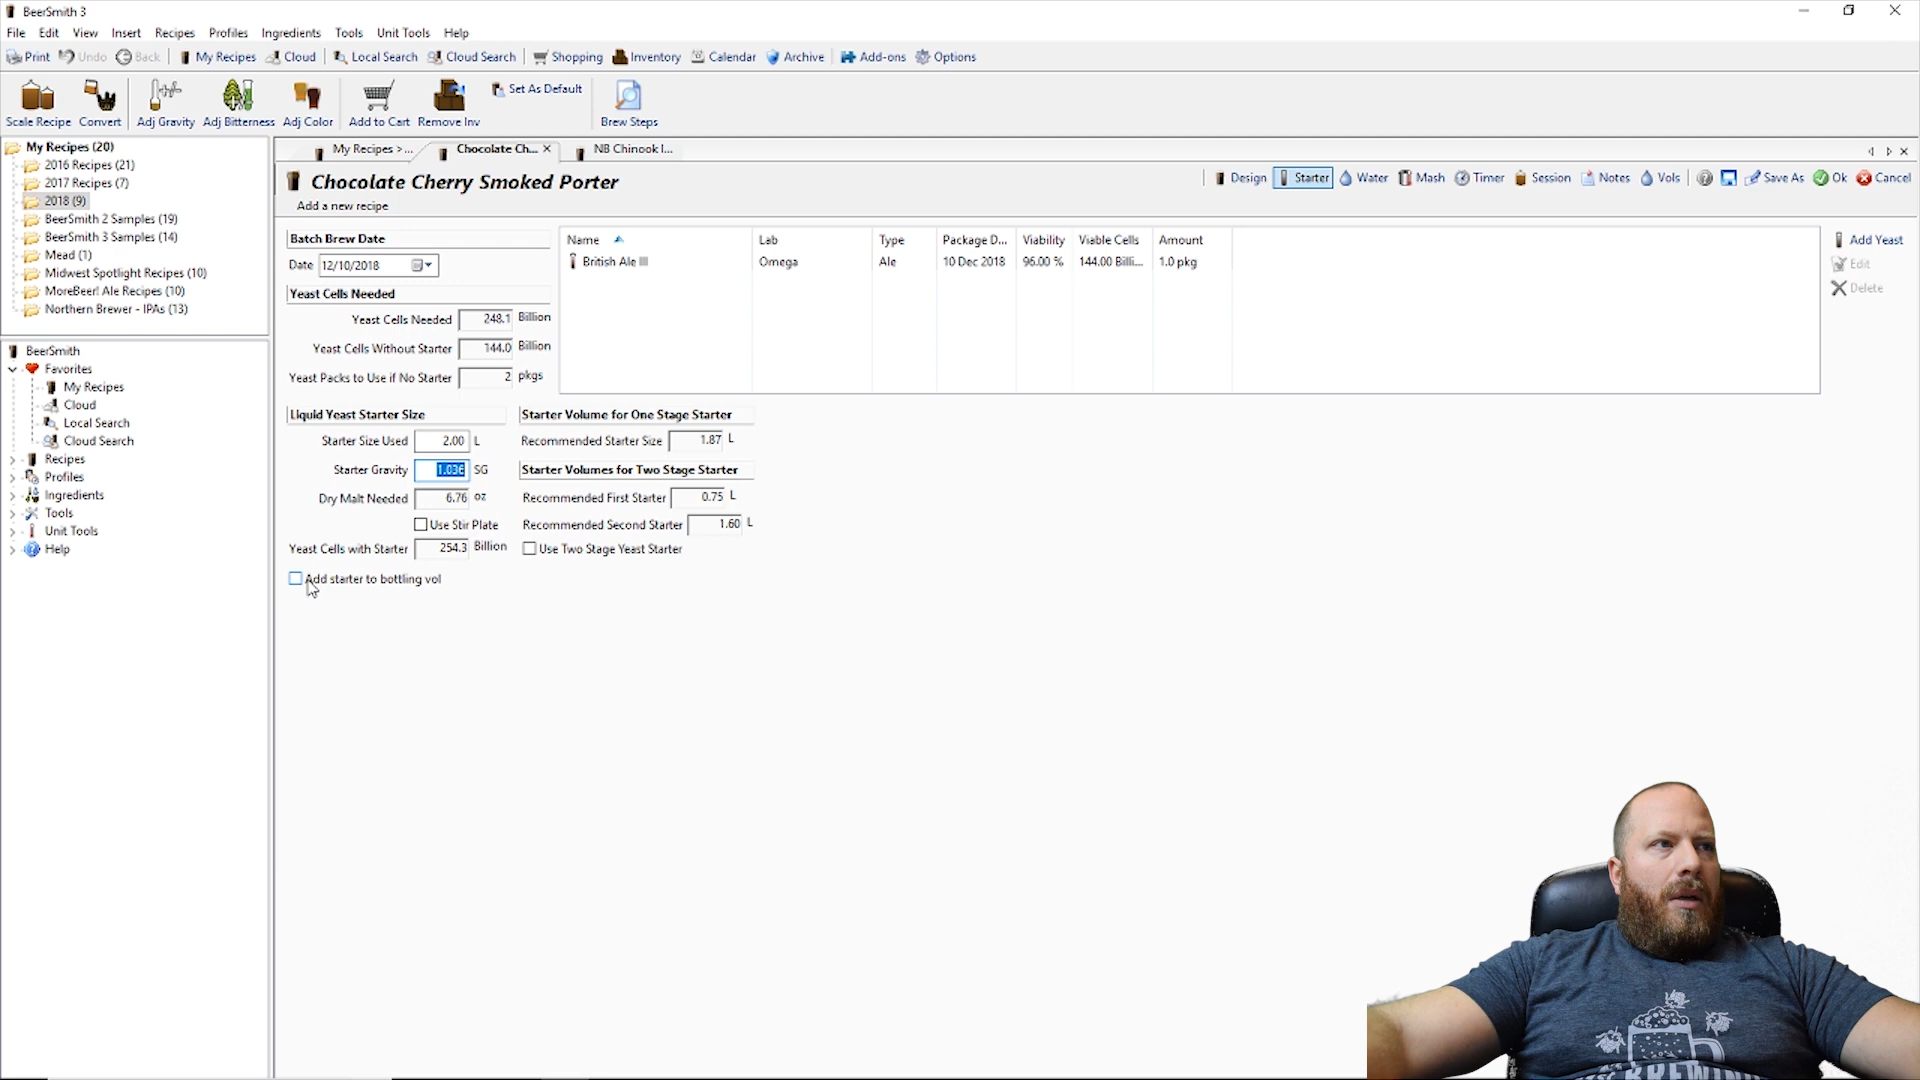 BeerSmith 3
File Edit View Insert Recipes Profiles Ingredients Tools Unit Tools Help
Print Undo Back My Recipes Cloud Local Search Cloud Search Shopping Inventory Calendar Archive Add-ons Options
Scale Recipe Convert Adj Gravity Adj Bitterness Adj Color Add to Cart Remove Inv Set As Default Brew Steps
My Recipes (20)
2016 Recipes (21)
2017 Recipes (7)
2018 (9)
BeerSmith 2 Samples (19)
BeerSmith 3 Samples (14)
Mead (1)
Midwest Spotlight Recipes (10)
MoreBeer! Ale Recipes (10)
Northern Brewer - IPAs (13)
BeerSmith
Favorites
My Recipes
Cloud
Local Search
Cloud Search
Recipes
Profiles
Ingredients
Tools
Unit Tools
Help
My Recipes >... Chocolate Ch... NB Chinook I...
Chocolate Cherry Smoked Porter
Design Starter Water Mash Timer Session Notes Vols Save As Ok Cancel
Add a new recipe
Batch Brew Date
Date 12/10/2018
Yeast Cells Needed
Yeast Cells Needed 248.1 Billion
Yeast Cells Without Starter 144.0 Billion
Yeast Packs to Use if No Starter 2 pkgs
Name Lab Type Package D... Viability Viable Cells Amount
British Ale III Omega Ale 10 Dec 2018 96.00 % 144.00 Billi... 1.0 pkg
Add Yeast
Edit
Delete
Liquid Yeast Starter Size
Starter Size Used 2.00 L
Starter Gravity 1.036 SG
Dry Malt Needed 6.76 oz
Use Stir Plate
Yeast Cells with Starter 254.3 Billion
Add starter to bottling vol
Starter Volume for One Stage Starter
Recommended Starter Size 1.87 L
Starter Volumes for Two Stage Starter
Recommended First Starter 0.75 L
Recommended Second Starter 1.60 L
Use Two Stage Yeast Starter